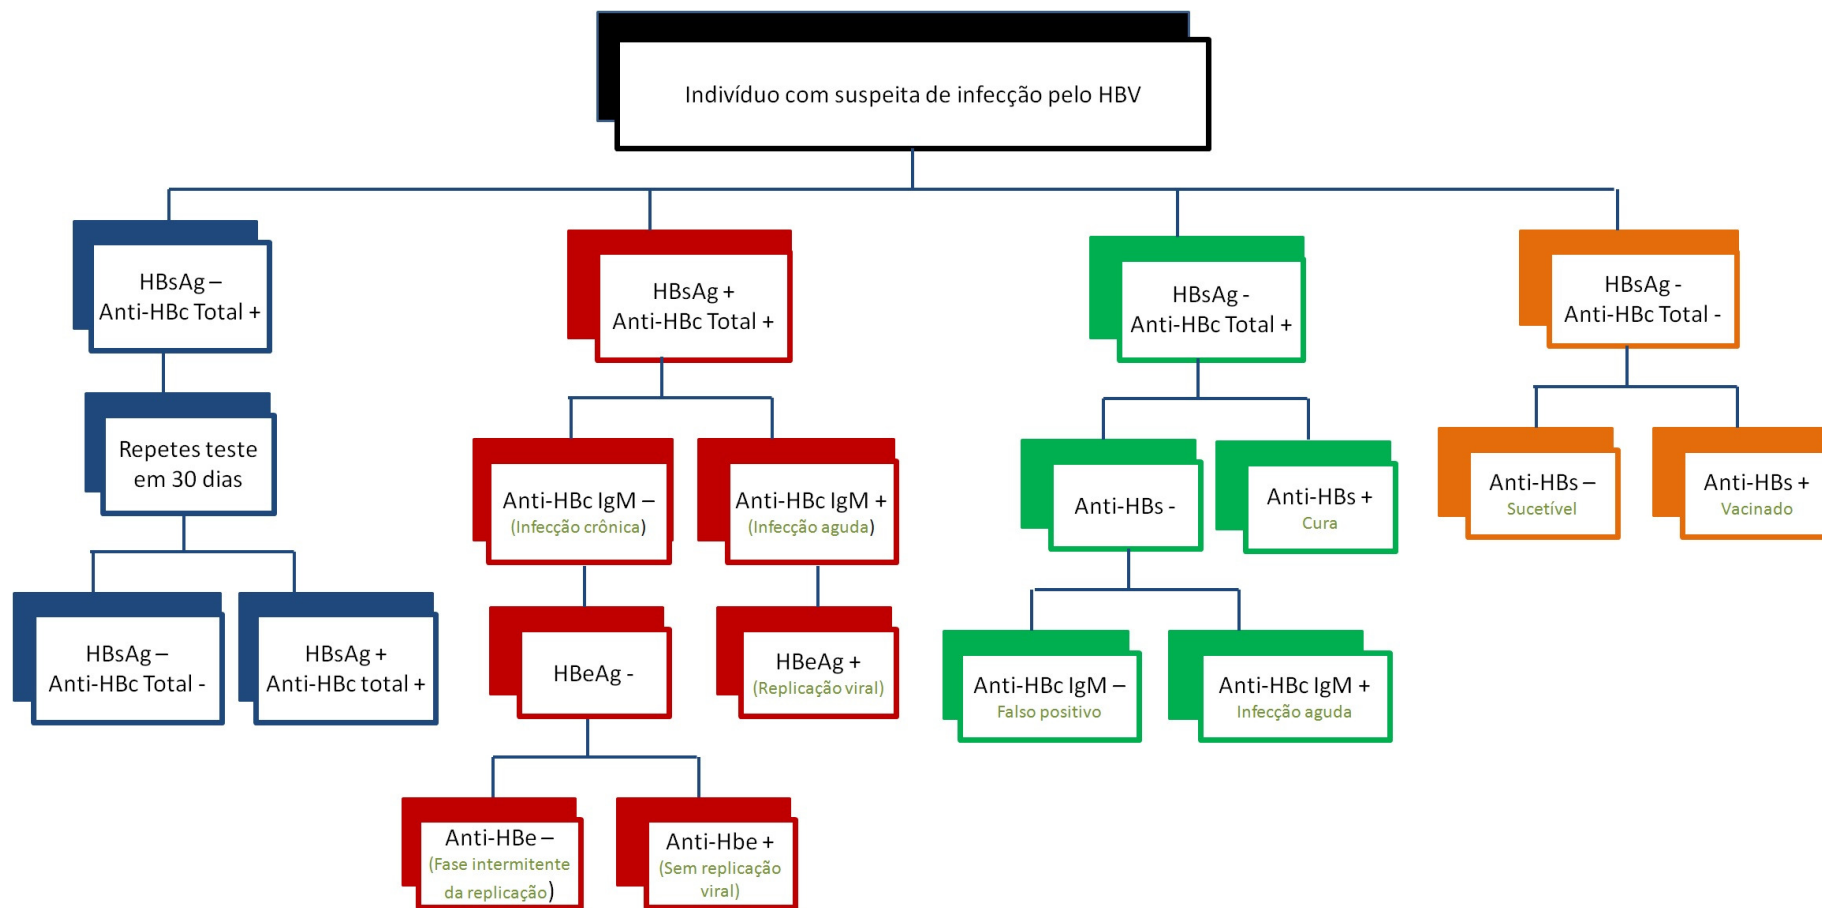 Indivíduo com suspeita de infecção pelo HBV
HBsAg –
Anti-HBc Total +
HBsAg +
Anti-HBc Total +
HBsAg -
Anti-HBc Total +
HBsAg -
Anti-HBc Total -
Repetes teste
em 30 dias
Anti-HBc IgM –
(Infecção crônica)
Anti-HBc IgM +
(Infecção aguda)
Anti-HBs -
Anti-HBs +
Cura
Anti-HBs –
Sucetível
Anti-HBs +
Vacinado
HBsAg –
Anti-HBc Total -
HBsAg +
Anti-HBc total +
HBeAg -
HBeAg +
(Replicação viral)
Anti-HBc IgM –
Falso positivo
Anti-HBc IgM +
Infecção aguda
Anti-HBe –
(Fase intermitente
da replicação)
Anti-Hbe +
(Sem replicação
viral)